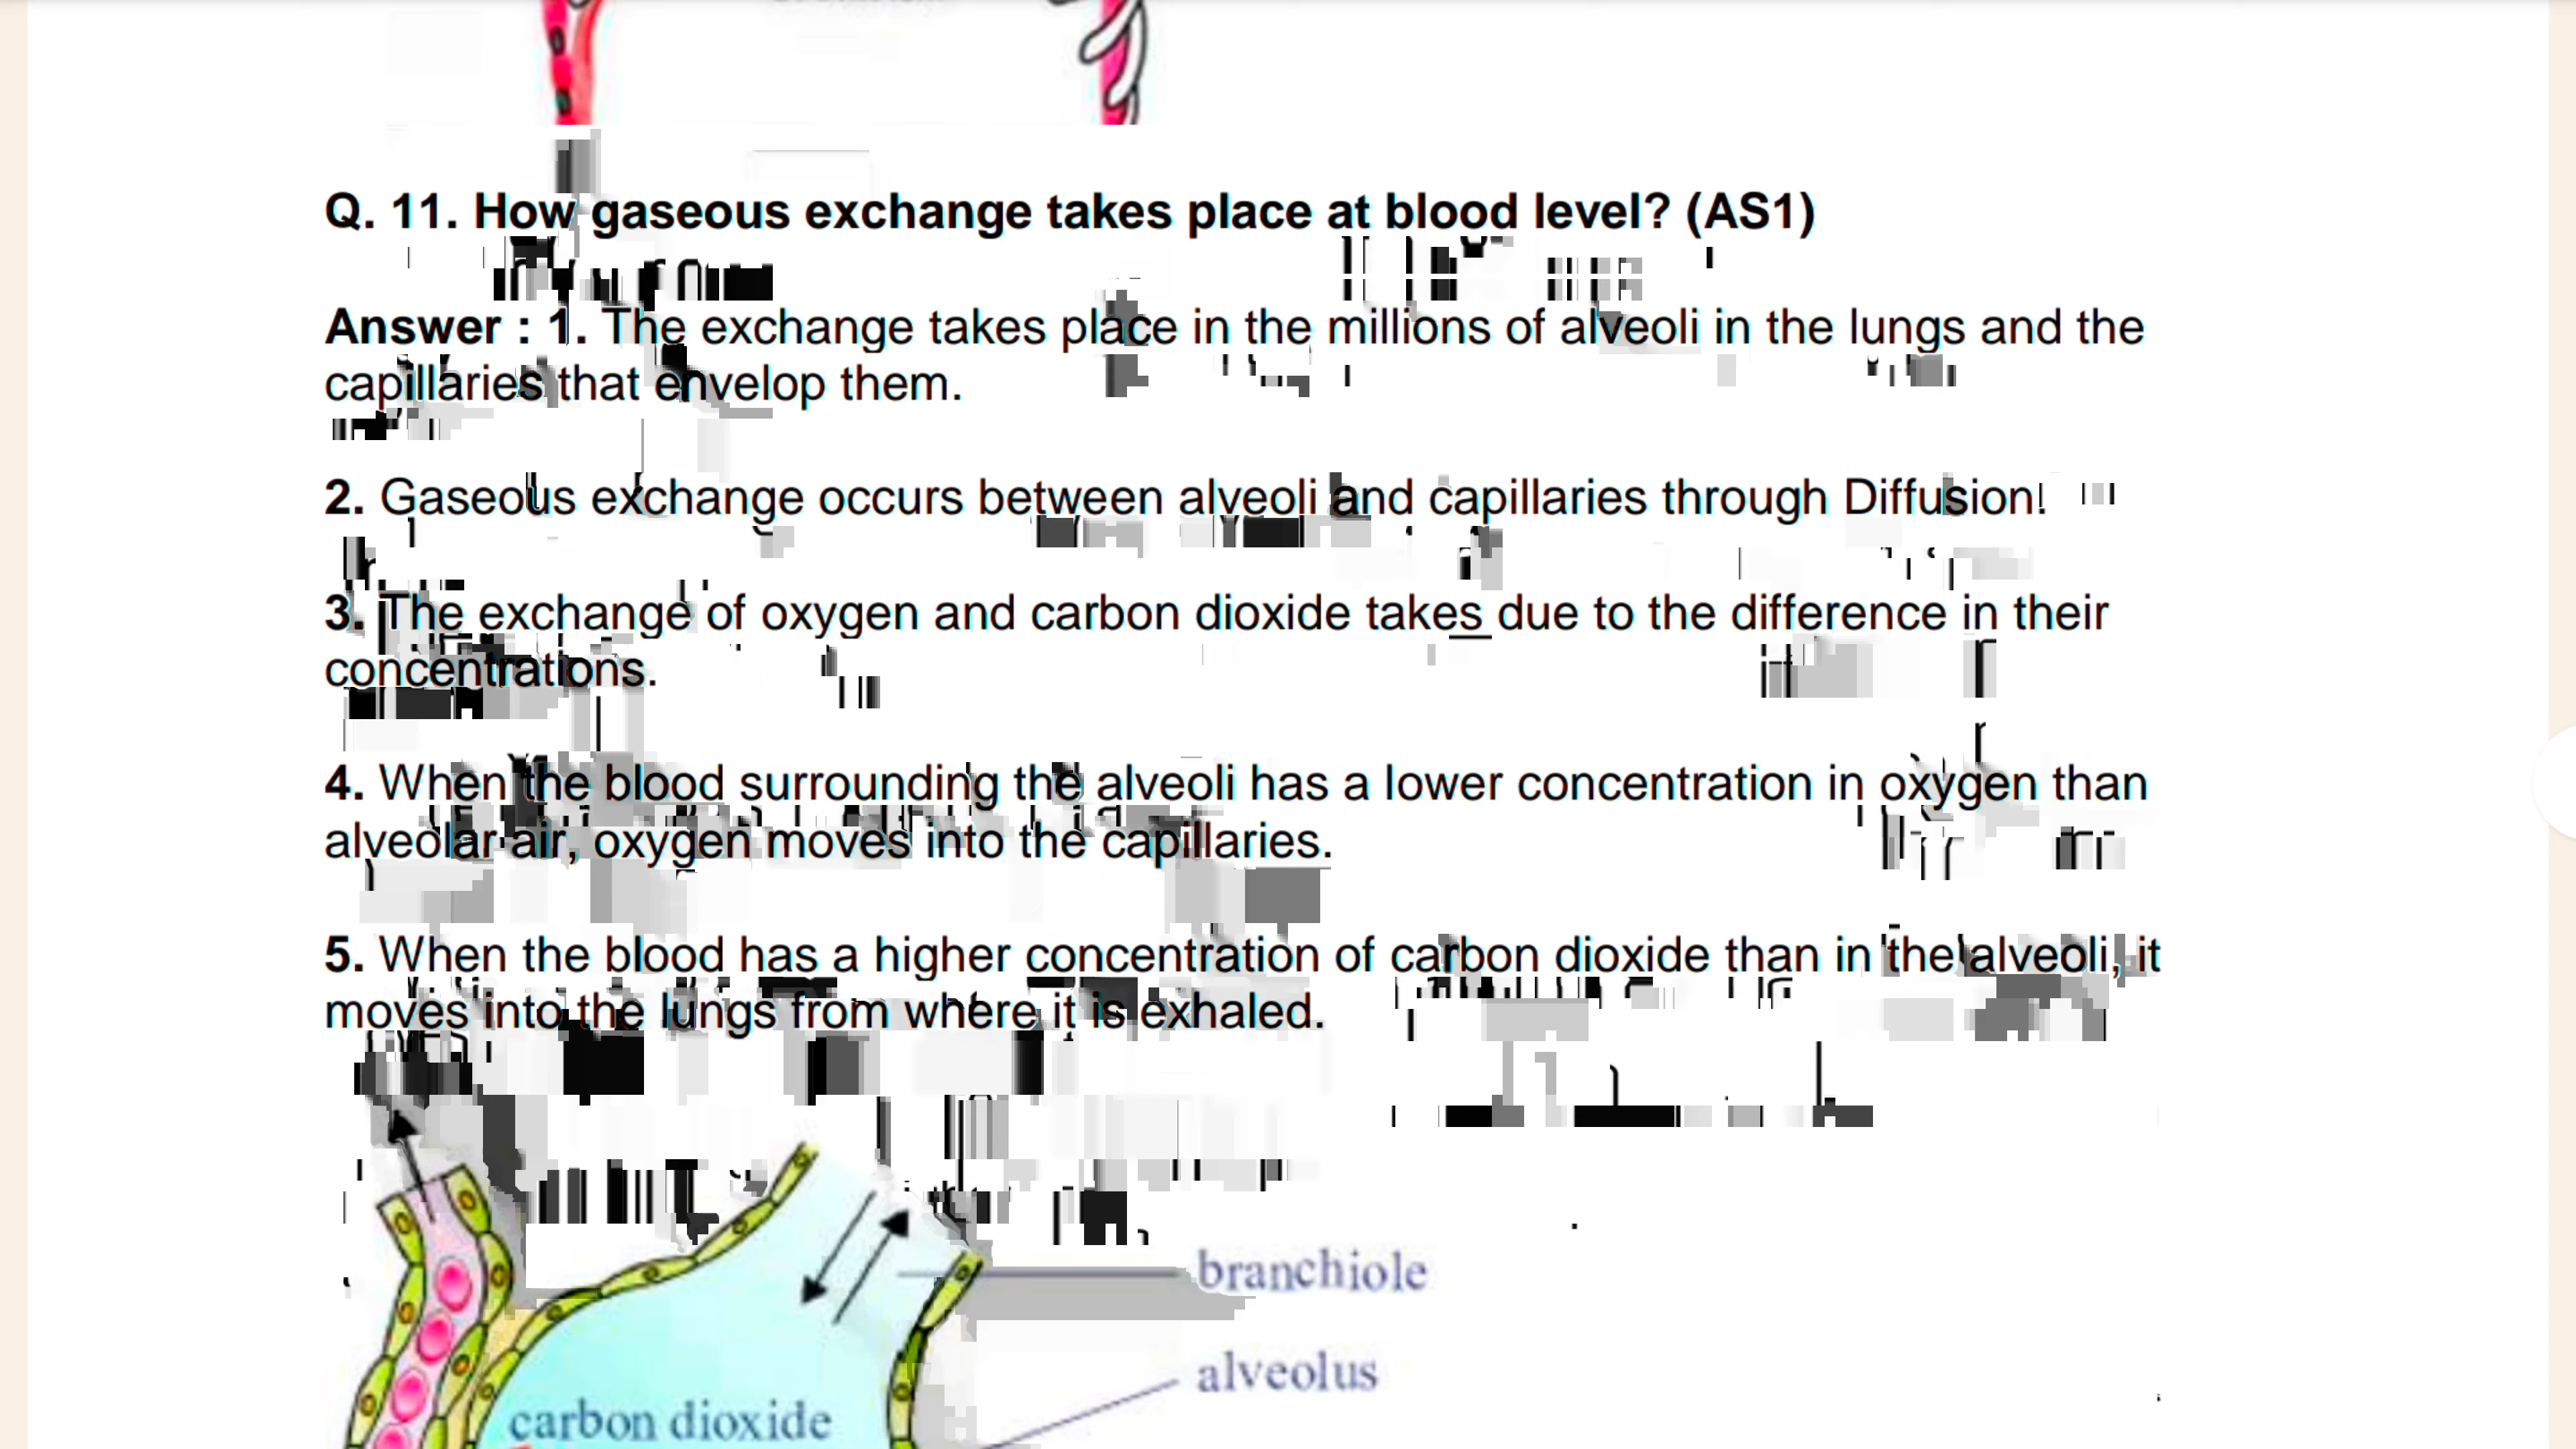 Q. 11. How gaseous exchange takes place at blood level? (AS1)
Answer : 1. The exchange takes place in the millions of alveoli in the lungs and the
capillaries that envelop them.
2. Gaseous exchange occurs between alveoli and capillaries through Diffusion.
3. The exchange of oxygen and carbon dioxide takes due to the difference in their
concentrations.
4. When the blood surrounding the alveoli has a lower concentration in oxygen than
alveolar air, oxygen moves into the capillaries.
5. When the blood has a higher concentration of carbon dioxide than in the alveoli, it
moves into the lungs from where it is exhaled.
branchiole
alveolus
carbon dioxide